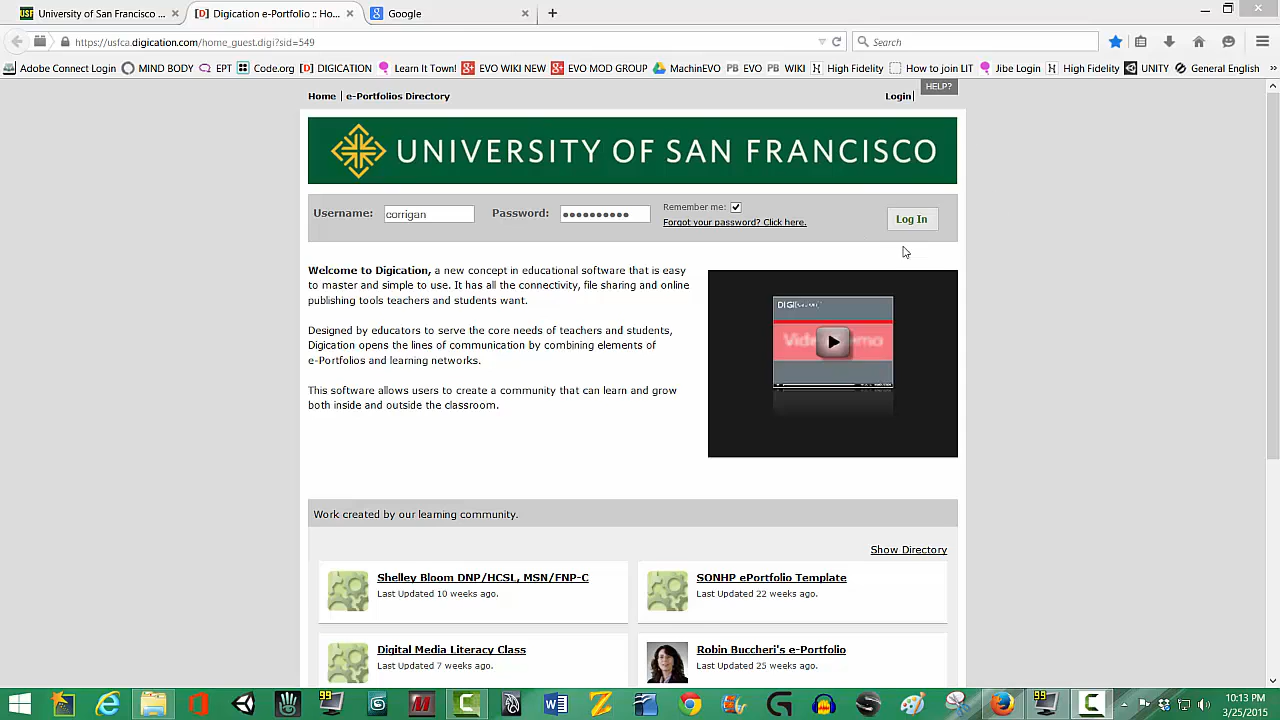 USF University of San Francisco ... ×
[D] Digication e-Portfolio :: Ho... ×
Google ×
https://usfca.digication.com/home_guest.digi?sid=549
Search
Adobe Connect Login MIND BODY EPT Code.org DIGICATION Learn It Town! EVO WIKI NEW EVO MOD GROUP MachinEVO PB EVO PB WIKI High Fidelity How to join LIT Jibe Login High Fidelity UNITY General English »
Home | e-Portfolios Directory
Login|
HELP?
UNIVERSITY OF SAN FRANCISCO
Username: corrigan
Password:
Remember me:
Forgot your password? Click here.
Log In
Welcome to Digication, a new concept in educational software that is easy
to master and simple to use. It has all the connectivity, file sharing and online
publishing tools teachers and students want.
Designed by educators to serve the core needs of teachers and students,
Digication opens the lines of communication by combining elements of
e-Portfolios and learning networks.
This software allows users to create a community that can learn and grow
both inside and outside the classroom.
Work created by our learning community.
Show Directory
Shelley Bloom DNP/HCSL, MSN/FNP-C
Last Updated 10 weeks ago.
SONHP ePortfolio Template
Last Updated 22 weeks ago.
Digital Media Literacy Class
Last Updated 7 weeks ago.
Robin Buccheri's e-Portfolio
Last Updated 25 weeks ago.
99
99
10:13 PM
3/25/2015